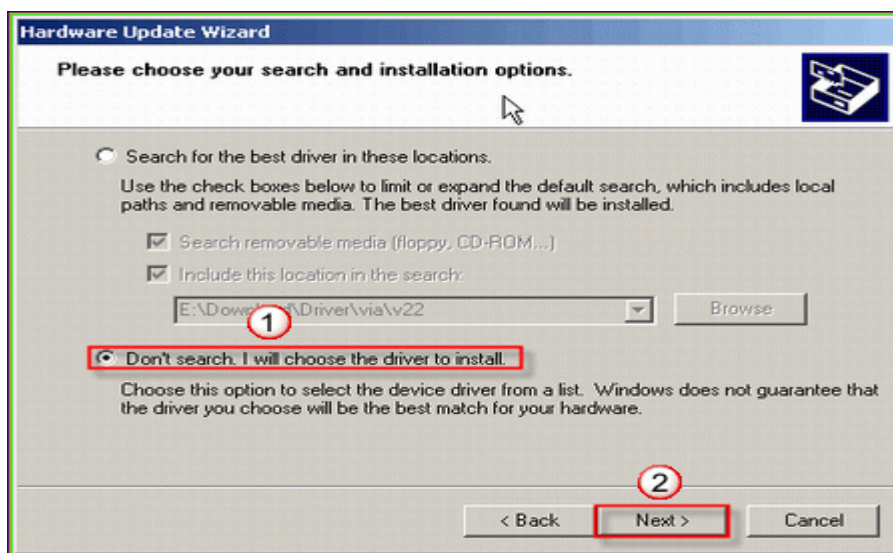 Hardware Update Wizard
Please choose your search and installation options.
Search for the best driver in these locations.
Use the check boxes below to limit or expand the default search, which includes local
paths and removable media. The best driver found will be installed.
Search removable media (floppy, CD-ROM...)
Include this location in the search:
E:\Download\Driver\via\v22
Browse
1
Don't search. I will choose the driver to install.
Choose this option to select the device driver from a list. Windows does not guarantee that
the driver you choose will be the best match for your hardware.
2
< Back
Next >
Cancel